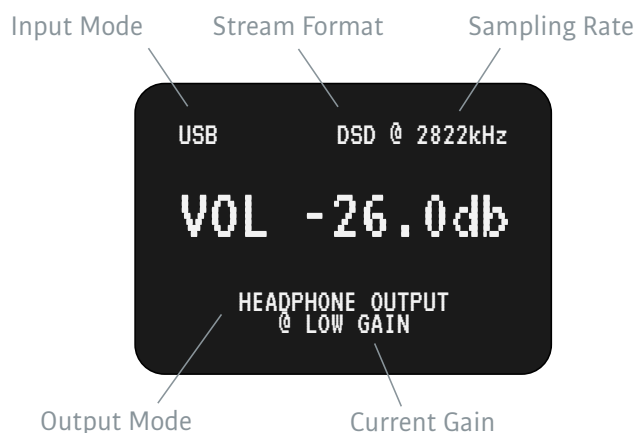 Input Mode Stream Format Sampling Rate
USB DSD @ 2822kHz
VOL -26.0db
HEADPHONE OUTPUT
@ LOW GAIN
Output Mode Current Gain